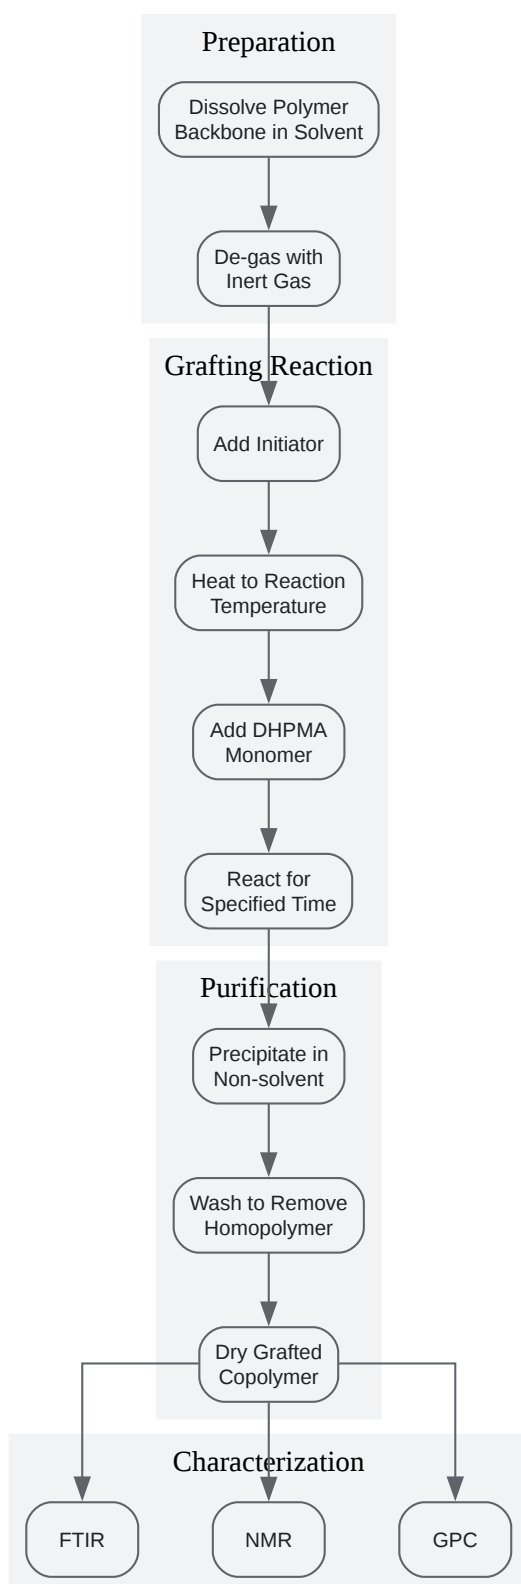 Preparation
Dissolve Polymer
Backbone in Solvent
De-gas with
Inert Gas
Grafting Reaction
Add Initiator
Heat to Reaction
Temperature
Add DHPMA
Monomer
React for
Specified Time
Purification
Precipitate in
Non-solvent
Wash to Remove
Homopolymer
Dry Grafted
Copolymer
Characterization
FTIR
NMR
GPC